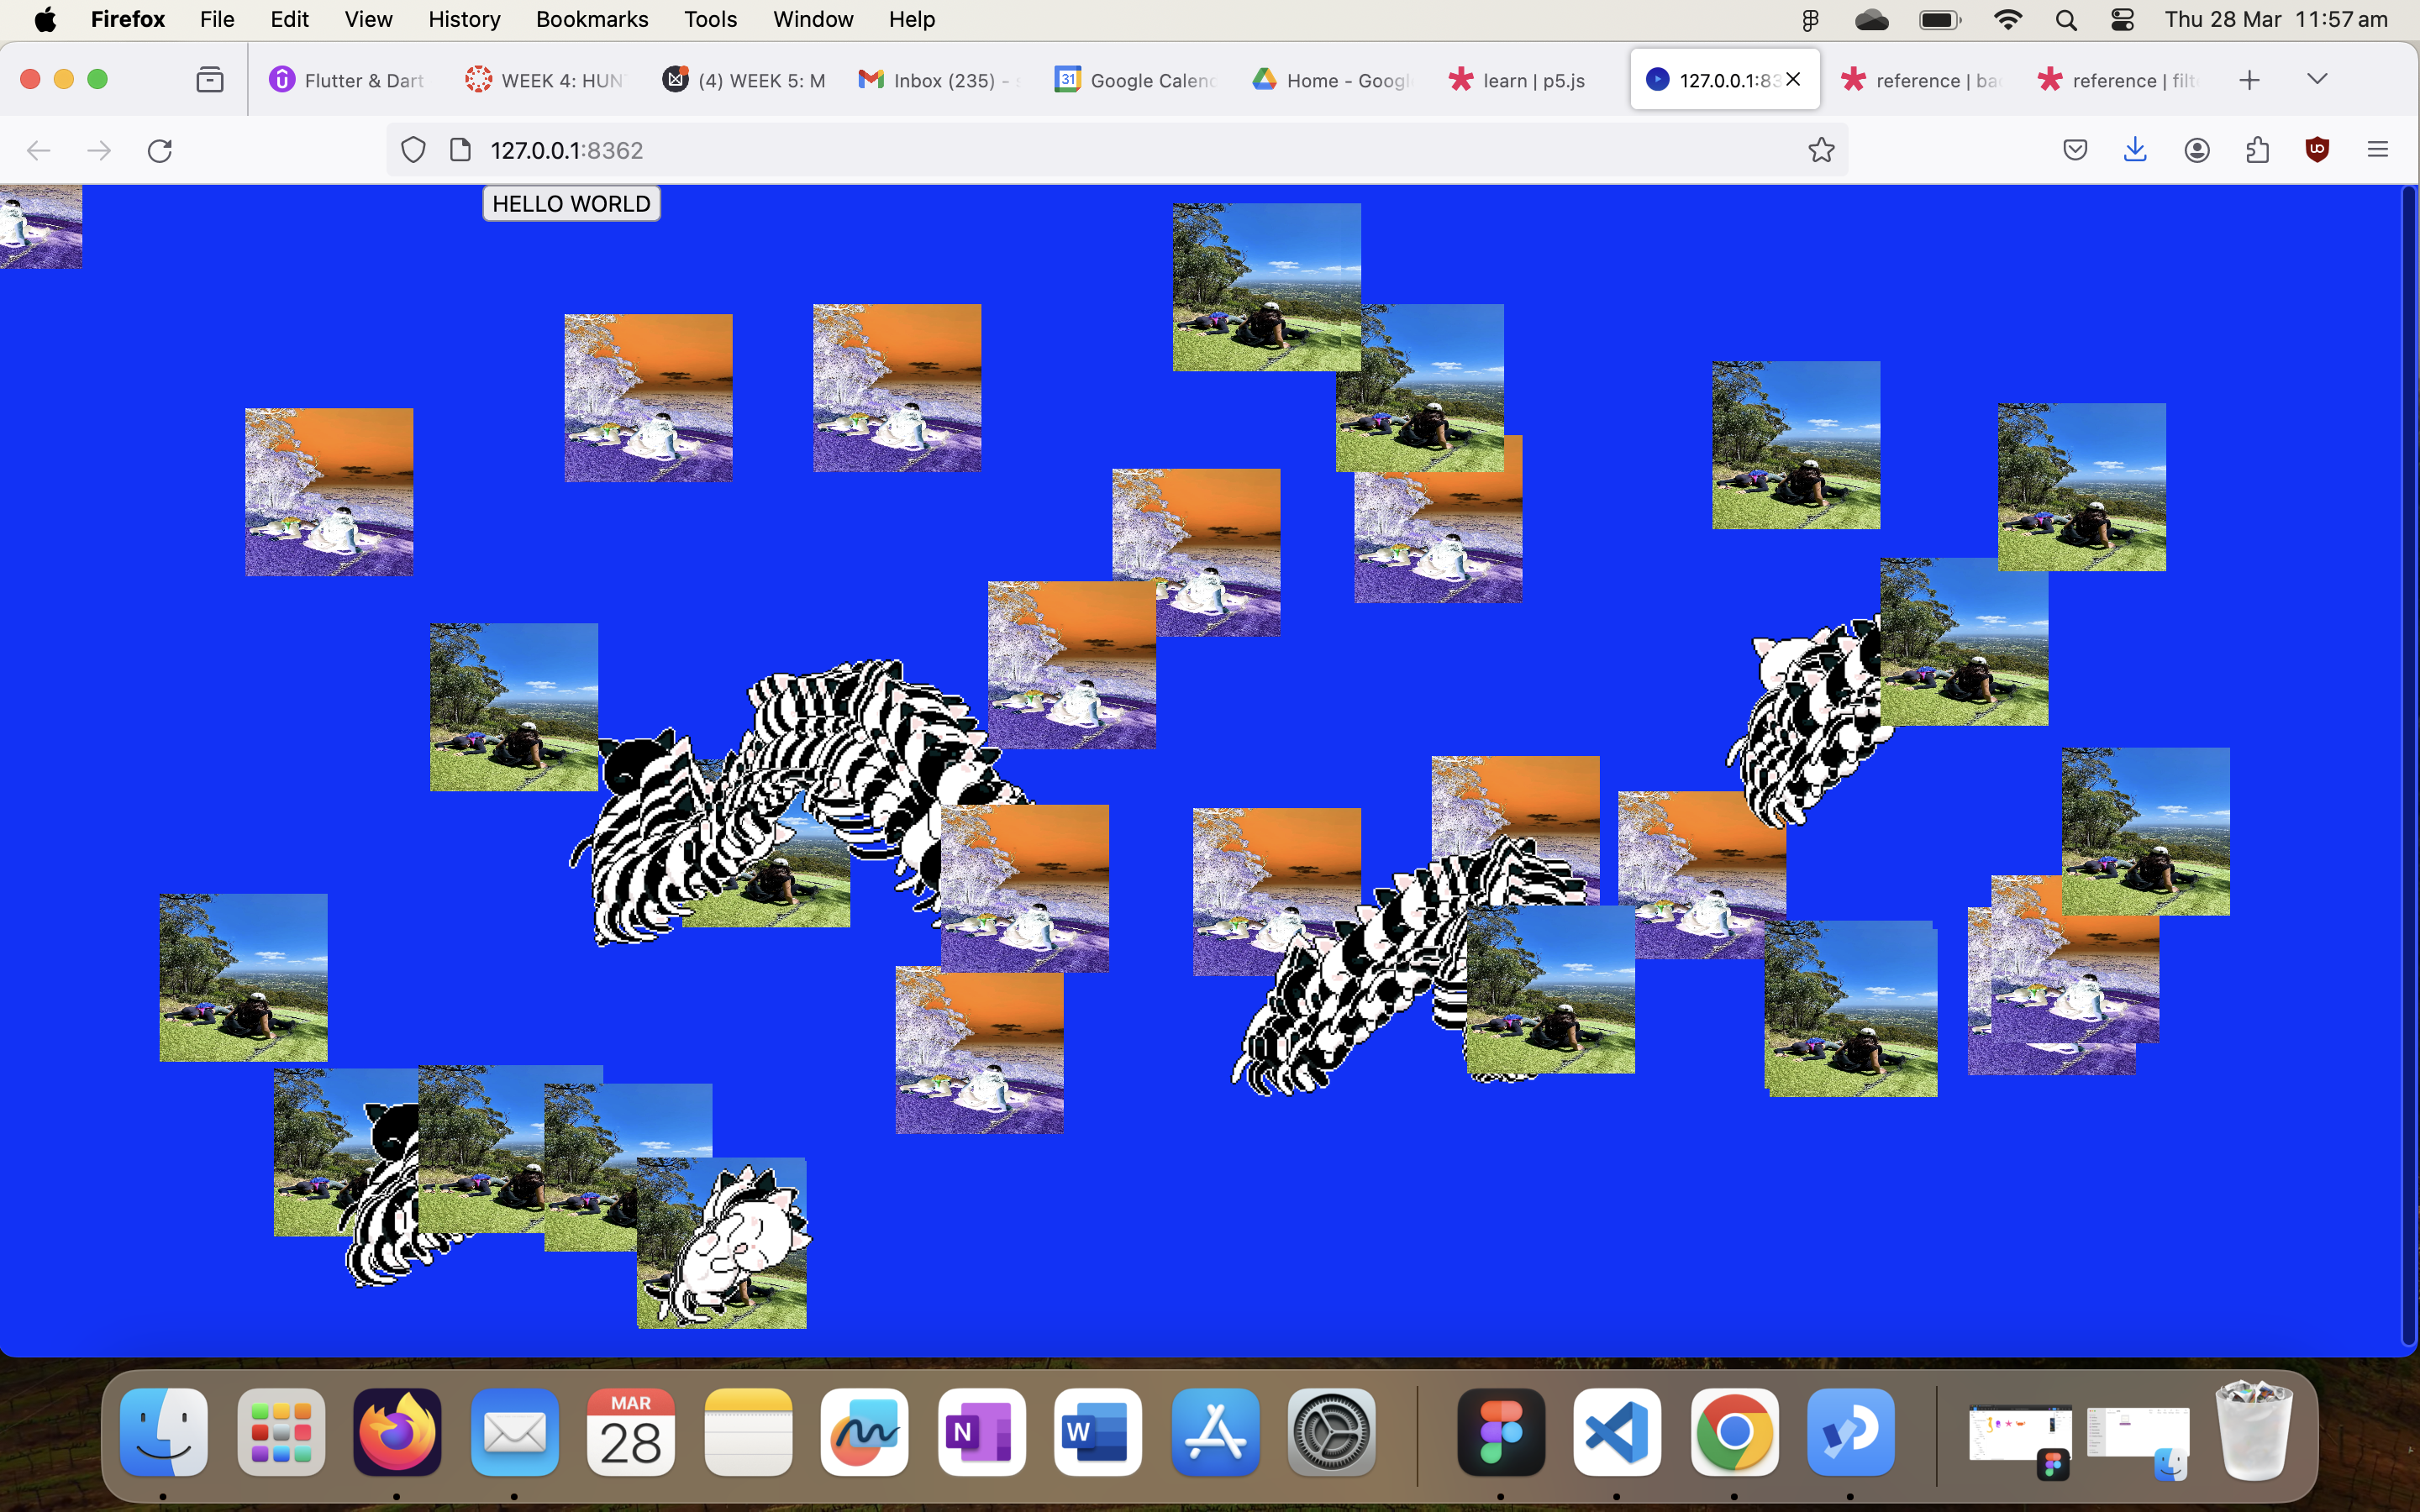 Firefox File Edit View History Bookmarks Tools Window Help Thu 28 Mar 11:57 am
Flutter & Dart WEEK 4: HUN (4) WEEK 5: M Inbox (235) - Google Calend Home - Googl learn | p5.js 127.0.0.1:83 reference | ba reference | filt
127.0.0.1:8362
HELLO WORLD
MAR
28
N
W